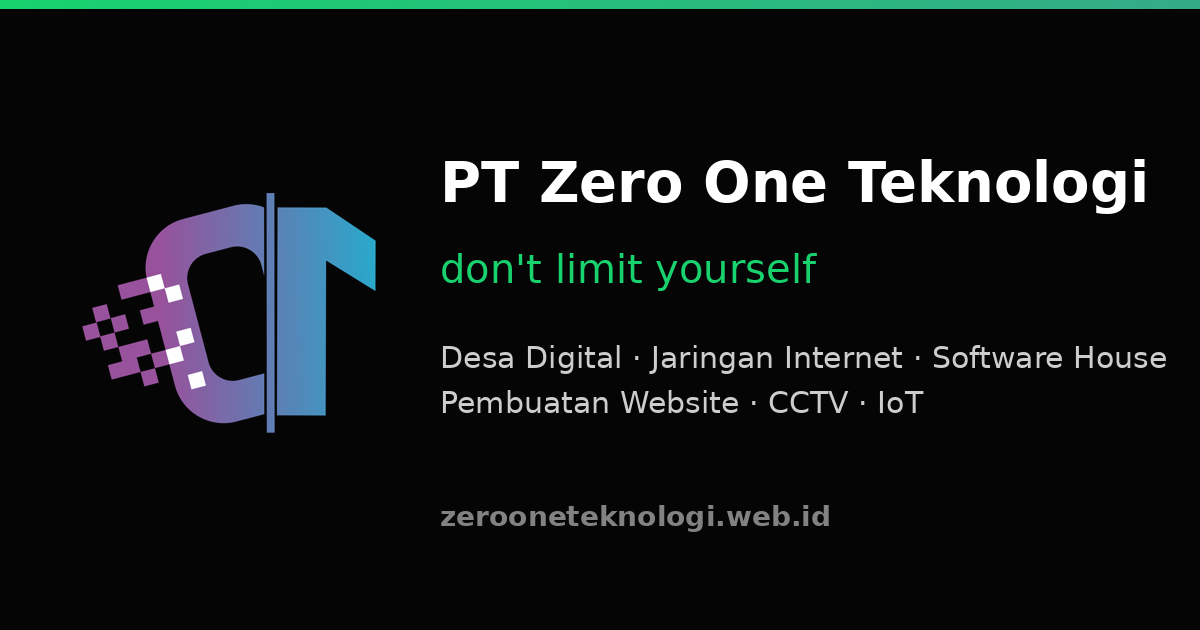 PT Zero One Teknologi
don't limit yourself
Desa Digital · Jaringan Internet · Software House
Pembuatan Website · CCTV · IoT
zerooneteknologi.web.id